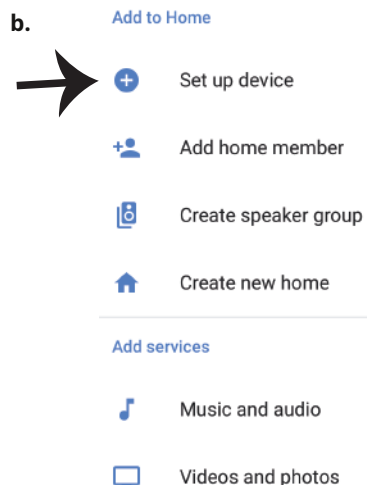 b.
Add to Home
Set up device
Add home member
Create speaker group
Create new home
Add services
Music and audio
Videos and photos